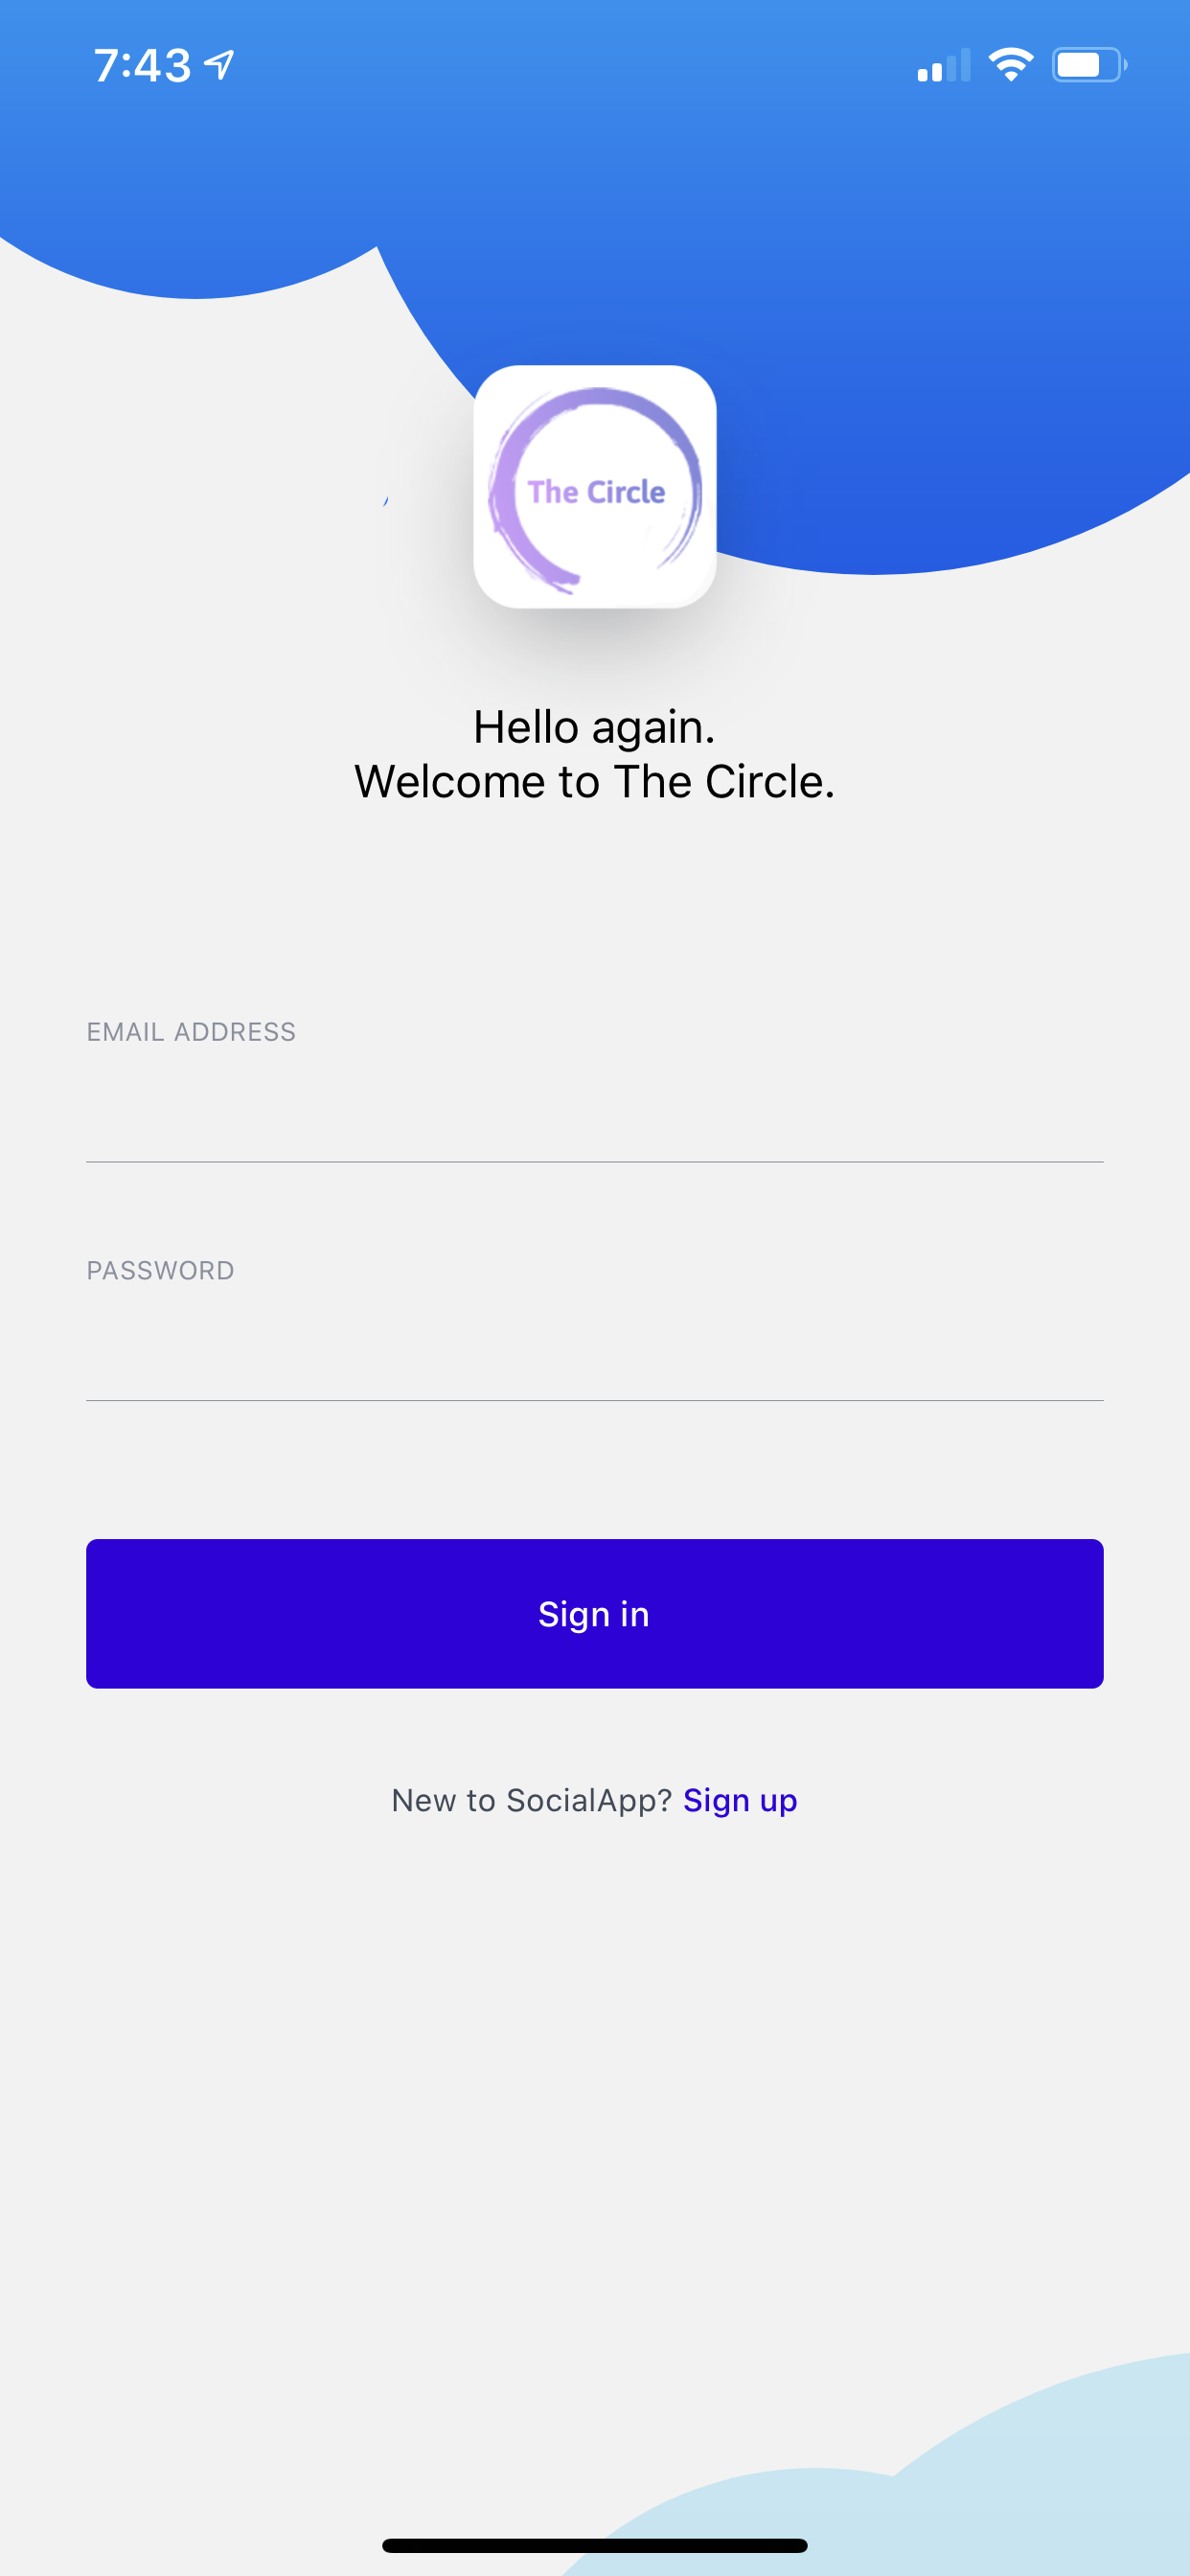 7:43
The Circle
Hello again.
Welcome to The Circle.
EMAIL ADDRESS
PASSWORD
Sign in
New to SocialApp? Sign up